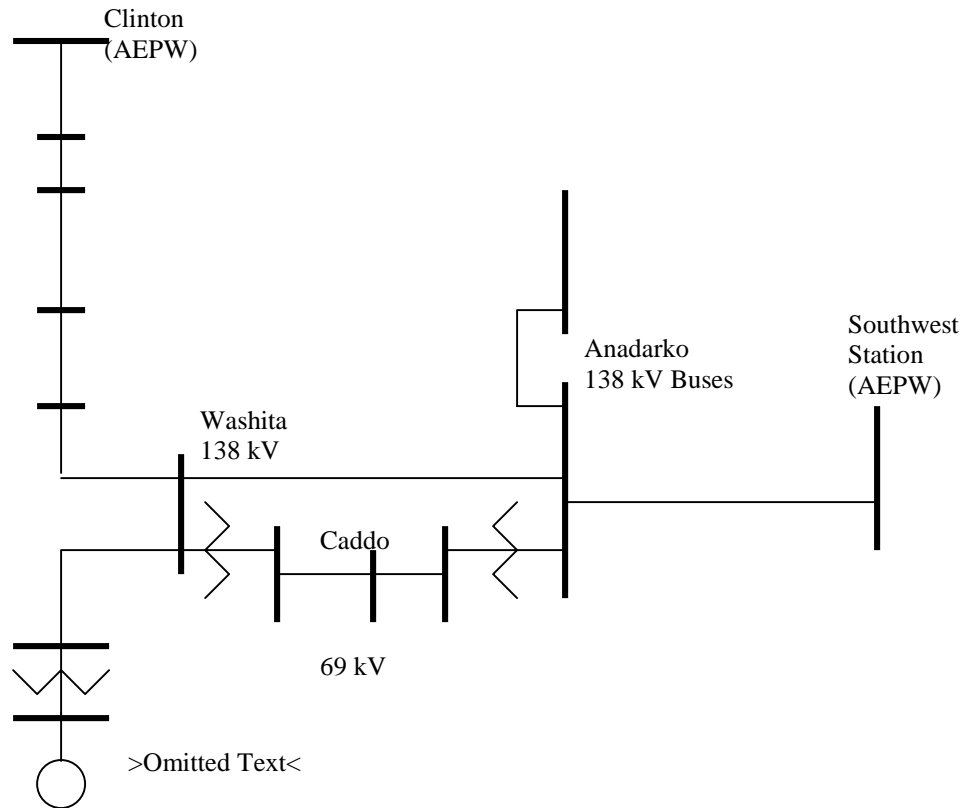 Clinton
(AEPW)
Anadarko
138 kV Buses
Southwest
Station
(AEPW)
Washita
138 kV
Caddo
69 kV
>Omitted Text<